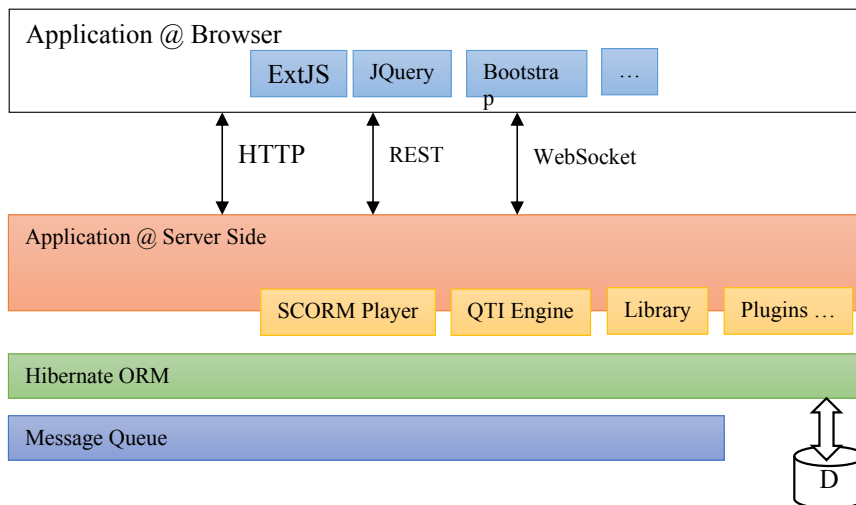 Application @ Browser
ExtJS
JQuery
Bootstra
p
…
HTTP
REST
WebSocket
Application @ Server Side
SCORM Player
QTI Engine
Library
Plugins …
Hibernate ORM
Message Queue
D